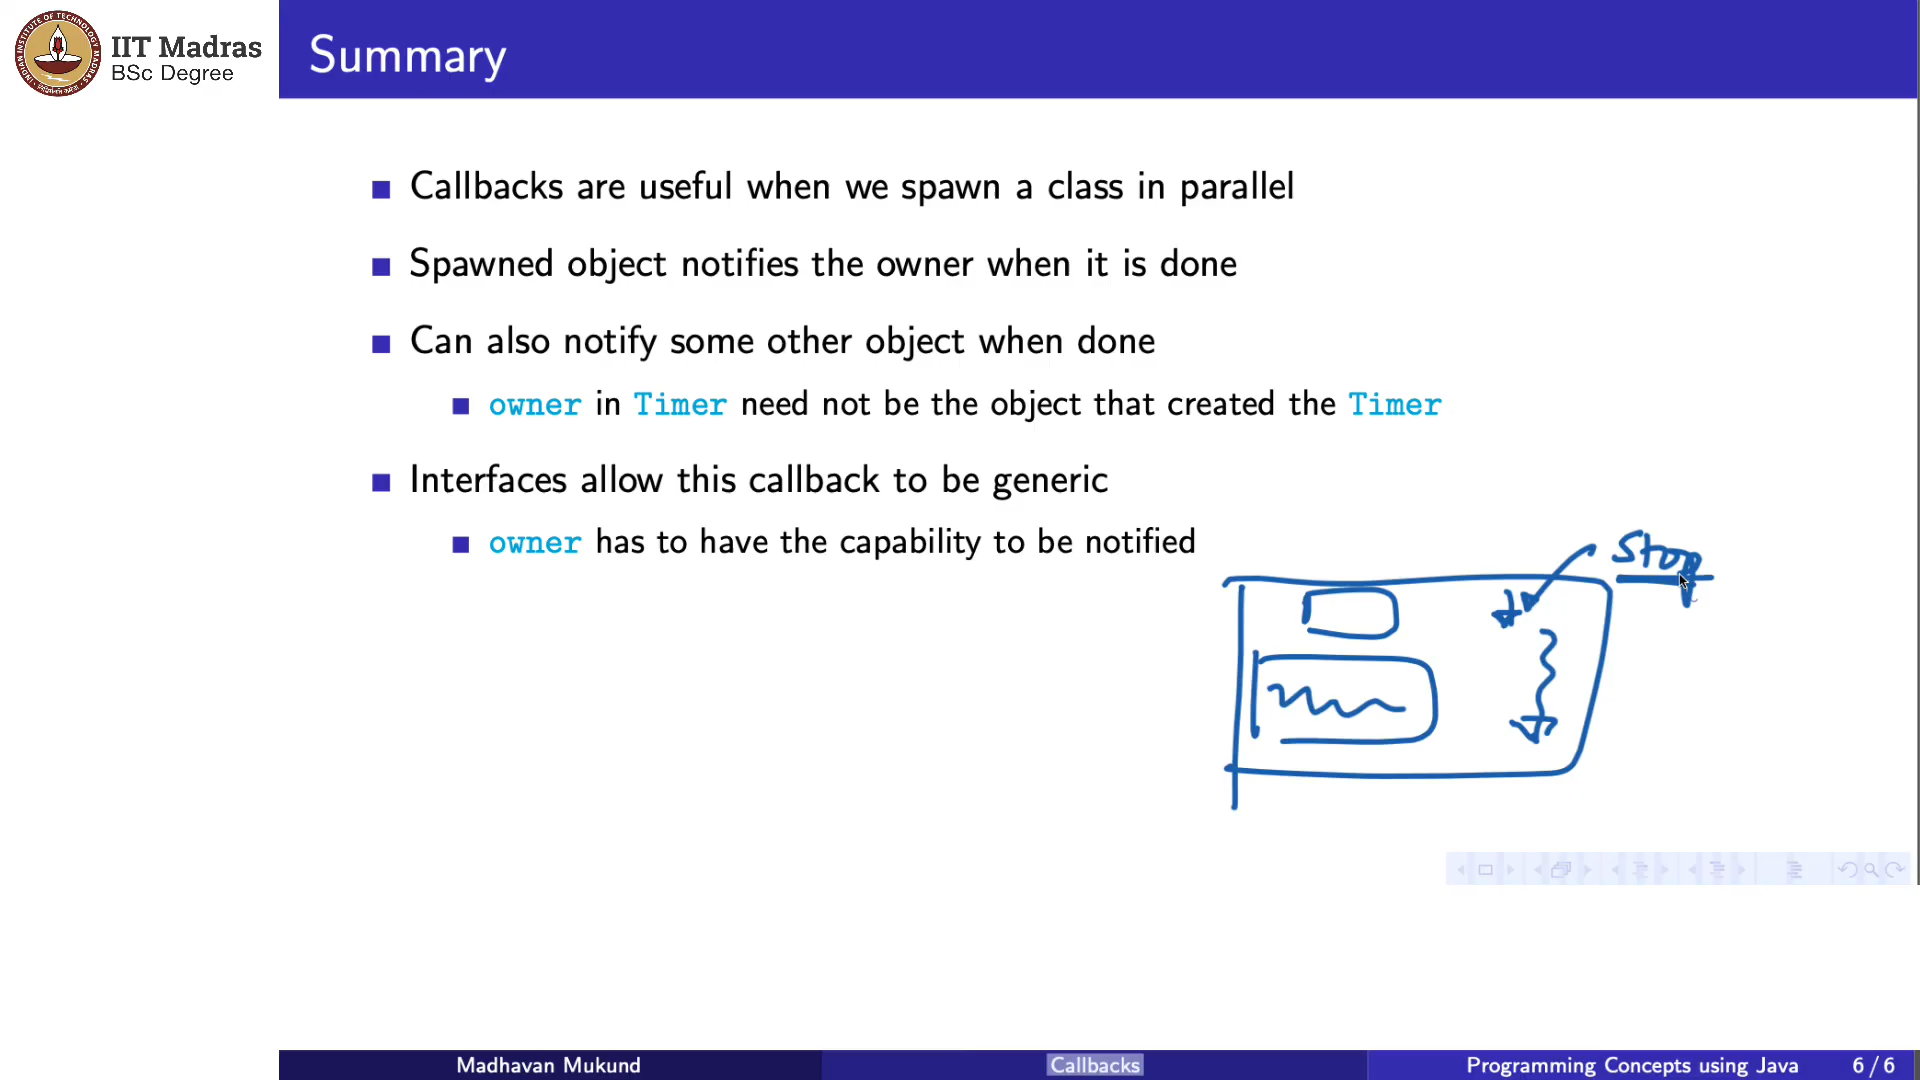 IIT Madras
BSc Degree
Summary
Callbacks are useful when we spawn a class in parallel
Spawned object notifies the owner when it is done
Can also notify some other object when done
owner in Timer need not be the object that created the Timer
Interfaces allow this callback to be generic
owner has to have the capability to be notified
Stop
Madhavan Mukund
Callbacks
Programming Concepts using Java
6 / 6